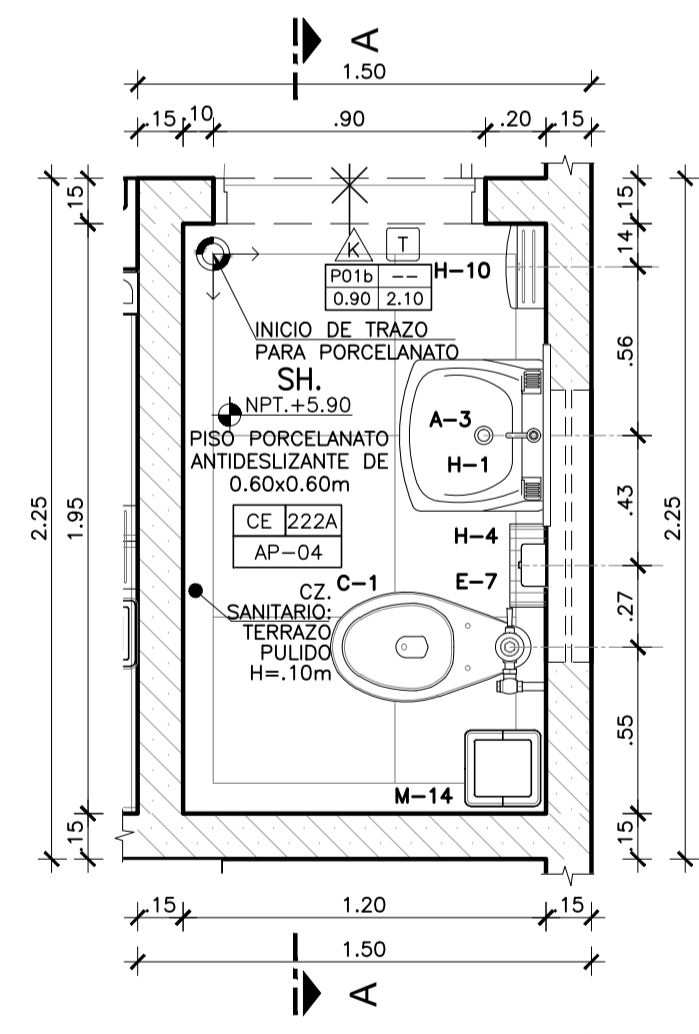 A
1.50
.15
.10
.90
.20
.15
.15
.15
K
T
P01b
--
H-10
.14
0.90
2.10
INICIO DE TRAZO
PARA PORCELANATO
.56
SH.
NPT.+5.90
A-3
PISO PORCELANATO
ANTIDESLIZANTE DE
0.60x0.60m
H-1
2.25
1.95
.43
2.25
CE
222A
H-4
AP-04
E-7
C-1
CZ.
SANITARIO:
TERRAZO
PULIDO
H=.10m
.27
.55
M-14
.15
.15
.15
1.20
.15
1.50
A